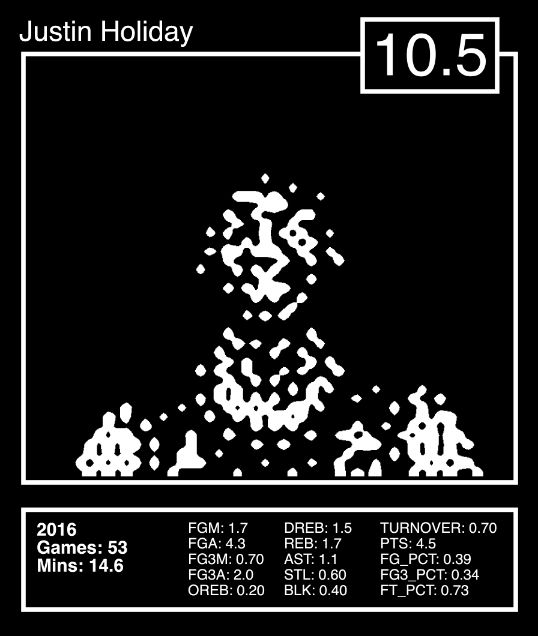 Justin Holiday
10.5
2016
Games: 53
Mins: 14.6
FGM: 1.7
FGA: 4.3
FG3M: 0.70
FG3A: 2.0
OREB: 0.20
DREB: 1.5
REB: 1.7
AST: 1.1
STL: 0.60
BLK: 0.40
TURNOVER: 0.70
PTS: 4.5
FG_PCT: 0.39
FG3_PCT: 0.34
FT_PCT: 0.73